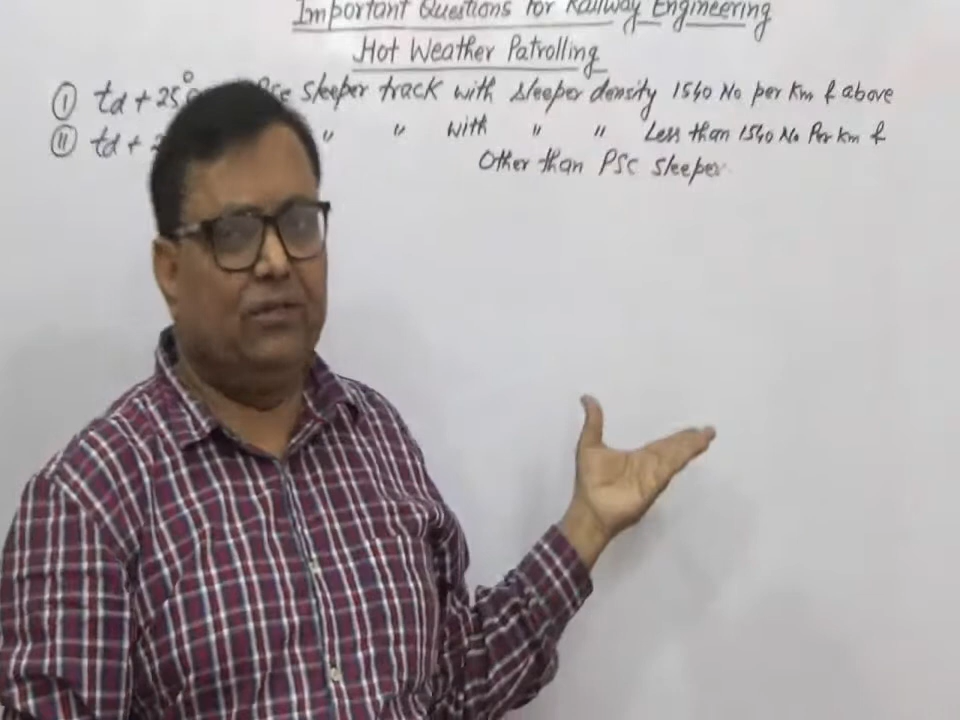 Important Questions for Railway Engineering
Hot Weather Patrolling
① td + 25° sleeper track with sleeper density 1540 No per Km & above
② td + " " with " " Less than 1540 No Per Km &
Other than PSC sleeper